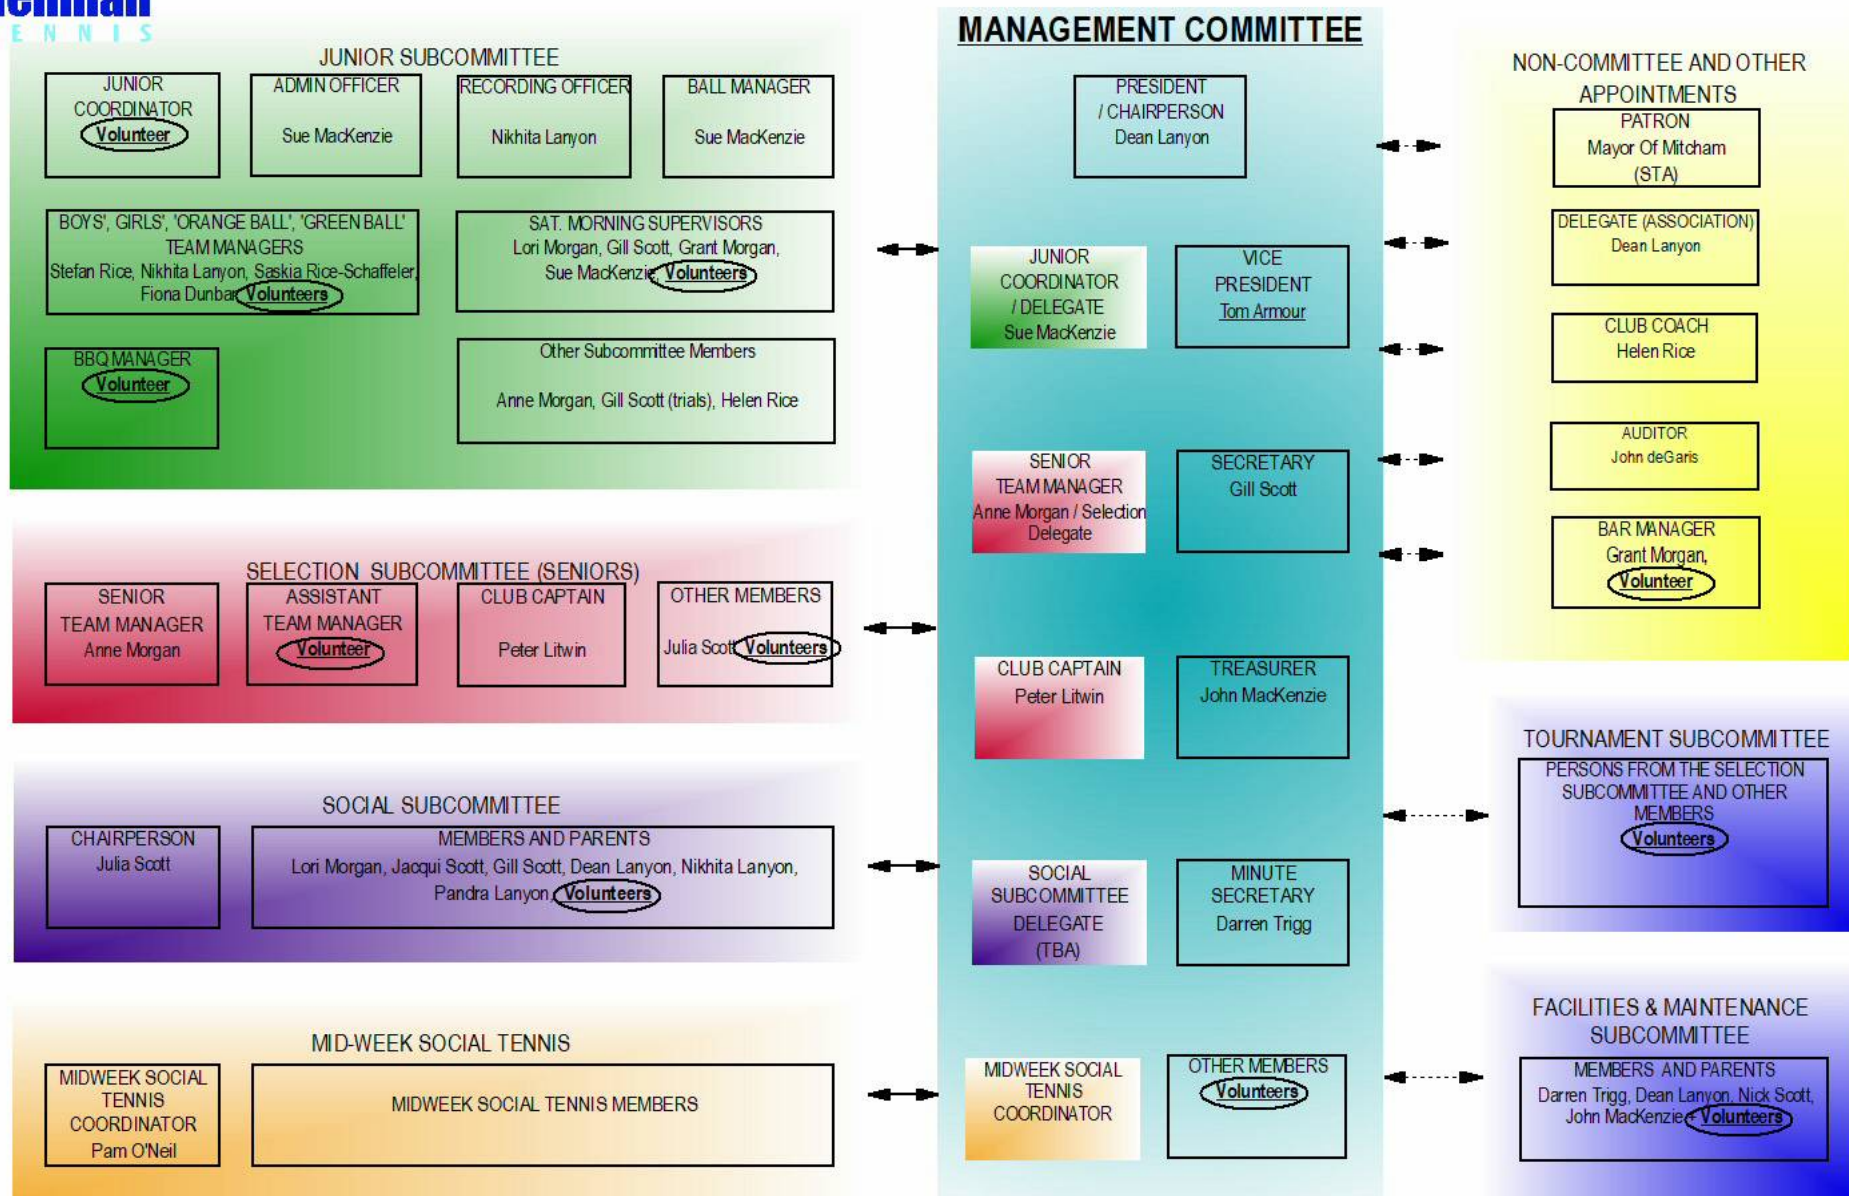 TENNIS
JUNIOR SUBCOMMITTEE
JUNIOR
COORDINATOR
Volunteer
ADMIN OFFICER
Sue MacKenzie
RECORDING OFFICER
Nikhita Lanyon
BALL MANAGER
Sue MacKenzie
BOYS', GIRLS', 'ORANGE BALL', 'GREEN BALL'
TEAM MANAGERS
Stefan Rice, Nikhita Lanyon, Saskia Rice-Schaffeler,
Fiona Dunbar, Volunteers
SAT. MORNING SUPERVISORS
Lori Morgan, Gill Scott, Grant Morgan,
Sue MacKenzie, Volunteers
BBQ MANAGER
Volunteer
Other Subcommittee Members
Anne Morgan, Gill Scott (trials), Helen Rice
SELECTION SUBCOMMITTEE (SENIORS)
SENIOR
TEAM MANAGER
Anne Morgan
ASSISTANT
TEAM MANAGER
Volunteer
CLUB CAPTAIN
Peter Litwin
OTHER MEMBERS
Julia Scott, Volunteers
SOCIAL SUBCOMMITTEE
CHAIRPERSON
Julia Scott
MEMBERS AND PARENTS
Lori Morgan, Jacqui Scott, Gill Scott, Dean Lanyon, Nikhita Lanyon,
Pandra Lanyon, Volunteers
MID-WEEK SOCIAL TENNIS
MIDWEEK SOCIAL
TENNIS
COORDINATOR
Pam O'Neil
MIDWEEK SOCIAL TENNIS MEMBERS
MANAGEMENT COMMITTEE
PRESIDENT
/ CHAIRPERSON
Dean Lanyon
JUNIOR
COORDINATOR
/ DELEGATE
Sue MacKenzie
VICE
PRESIDENT
Tom Armour
SENIOR
TEAM MANAGER
Anne Morgan / Selection
Delegate
SECRETARY
Gill Scott
CLUB CAPTAIN
Peter Litwin
TREASURER
John MacKenzie
SOCIAL
SUBCOMMITTEE
DELEGATE
(TBA)
MINUTE
SECRETARY
Darren Trigg
MIDWEEK SOCIAL
TENNIS
COORDINATOR
OTHER MEMBERS
Volunteers
NON-COMMITTEE AND OTHER
APPOINTMENTS
PATRON
Mayor Of Mitcham
(STA)
DELEGATE (ASSOCIATION)
Dean Lanyon
CLUB COACH
Helen Rice
AUDITOR
John deGaris
BAR MANAGER
Grant Morgan,
Volunteer
TOURNAMENT SUBCOMMITTEE
PERSONS FROM THE SELECTION
SUBCOMMITTEE AND OTHER
MEMBERS
Volunteers
FACILITIES & MAINTENANCE
SUBCOMMITTEE
MEMBERS AND PARENTS
Darren Trigg, Dean Lanyon, Nick Scott,
John MacKenzie + Volunteers